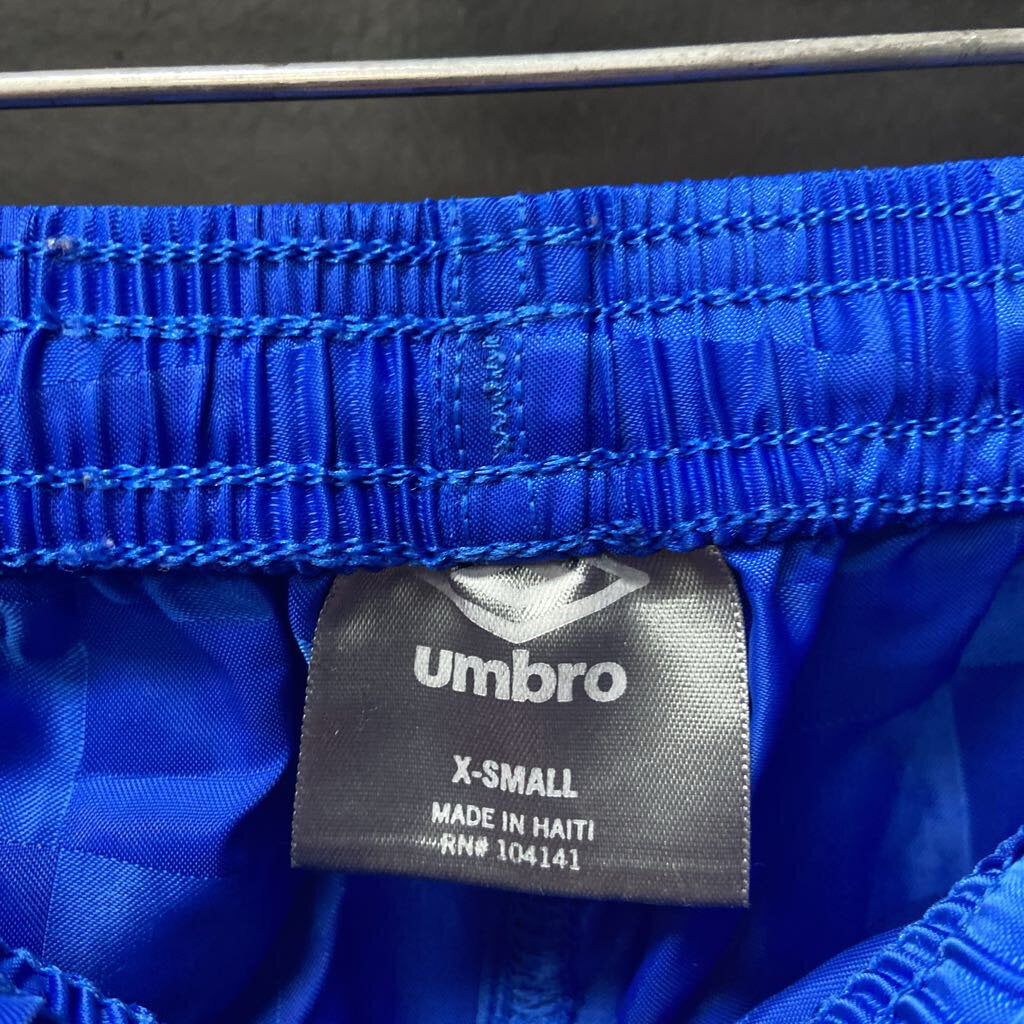 umbro
X-SMALL
MADE IN HAITI
RN# 104141